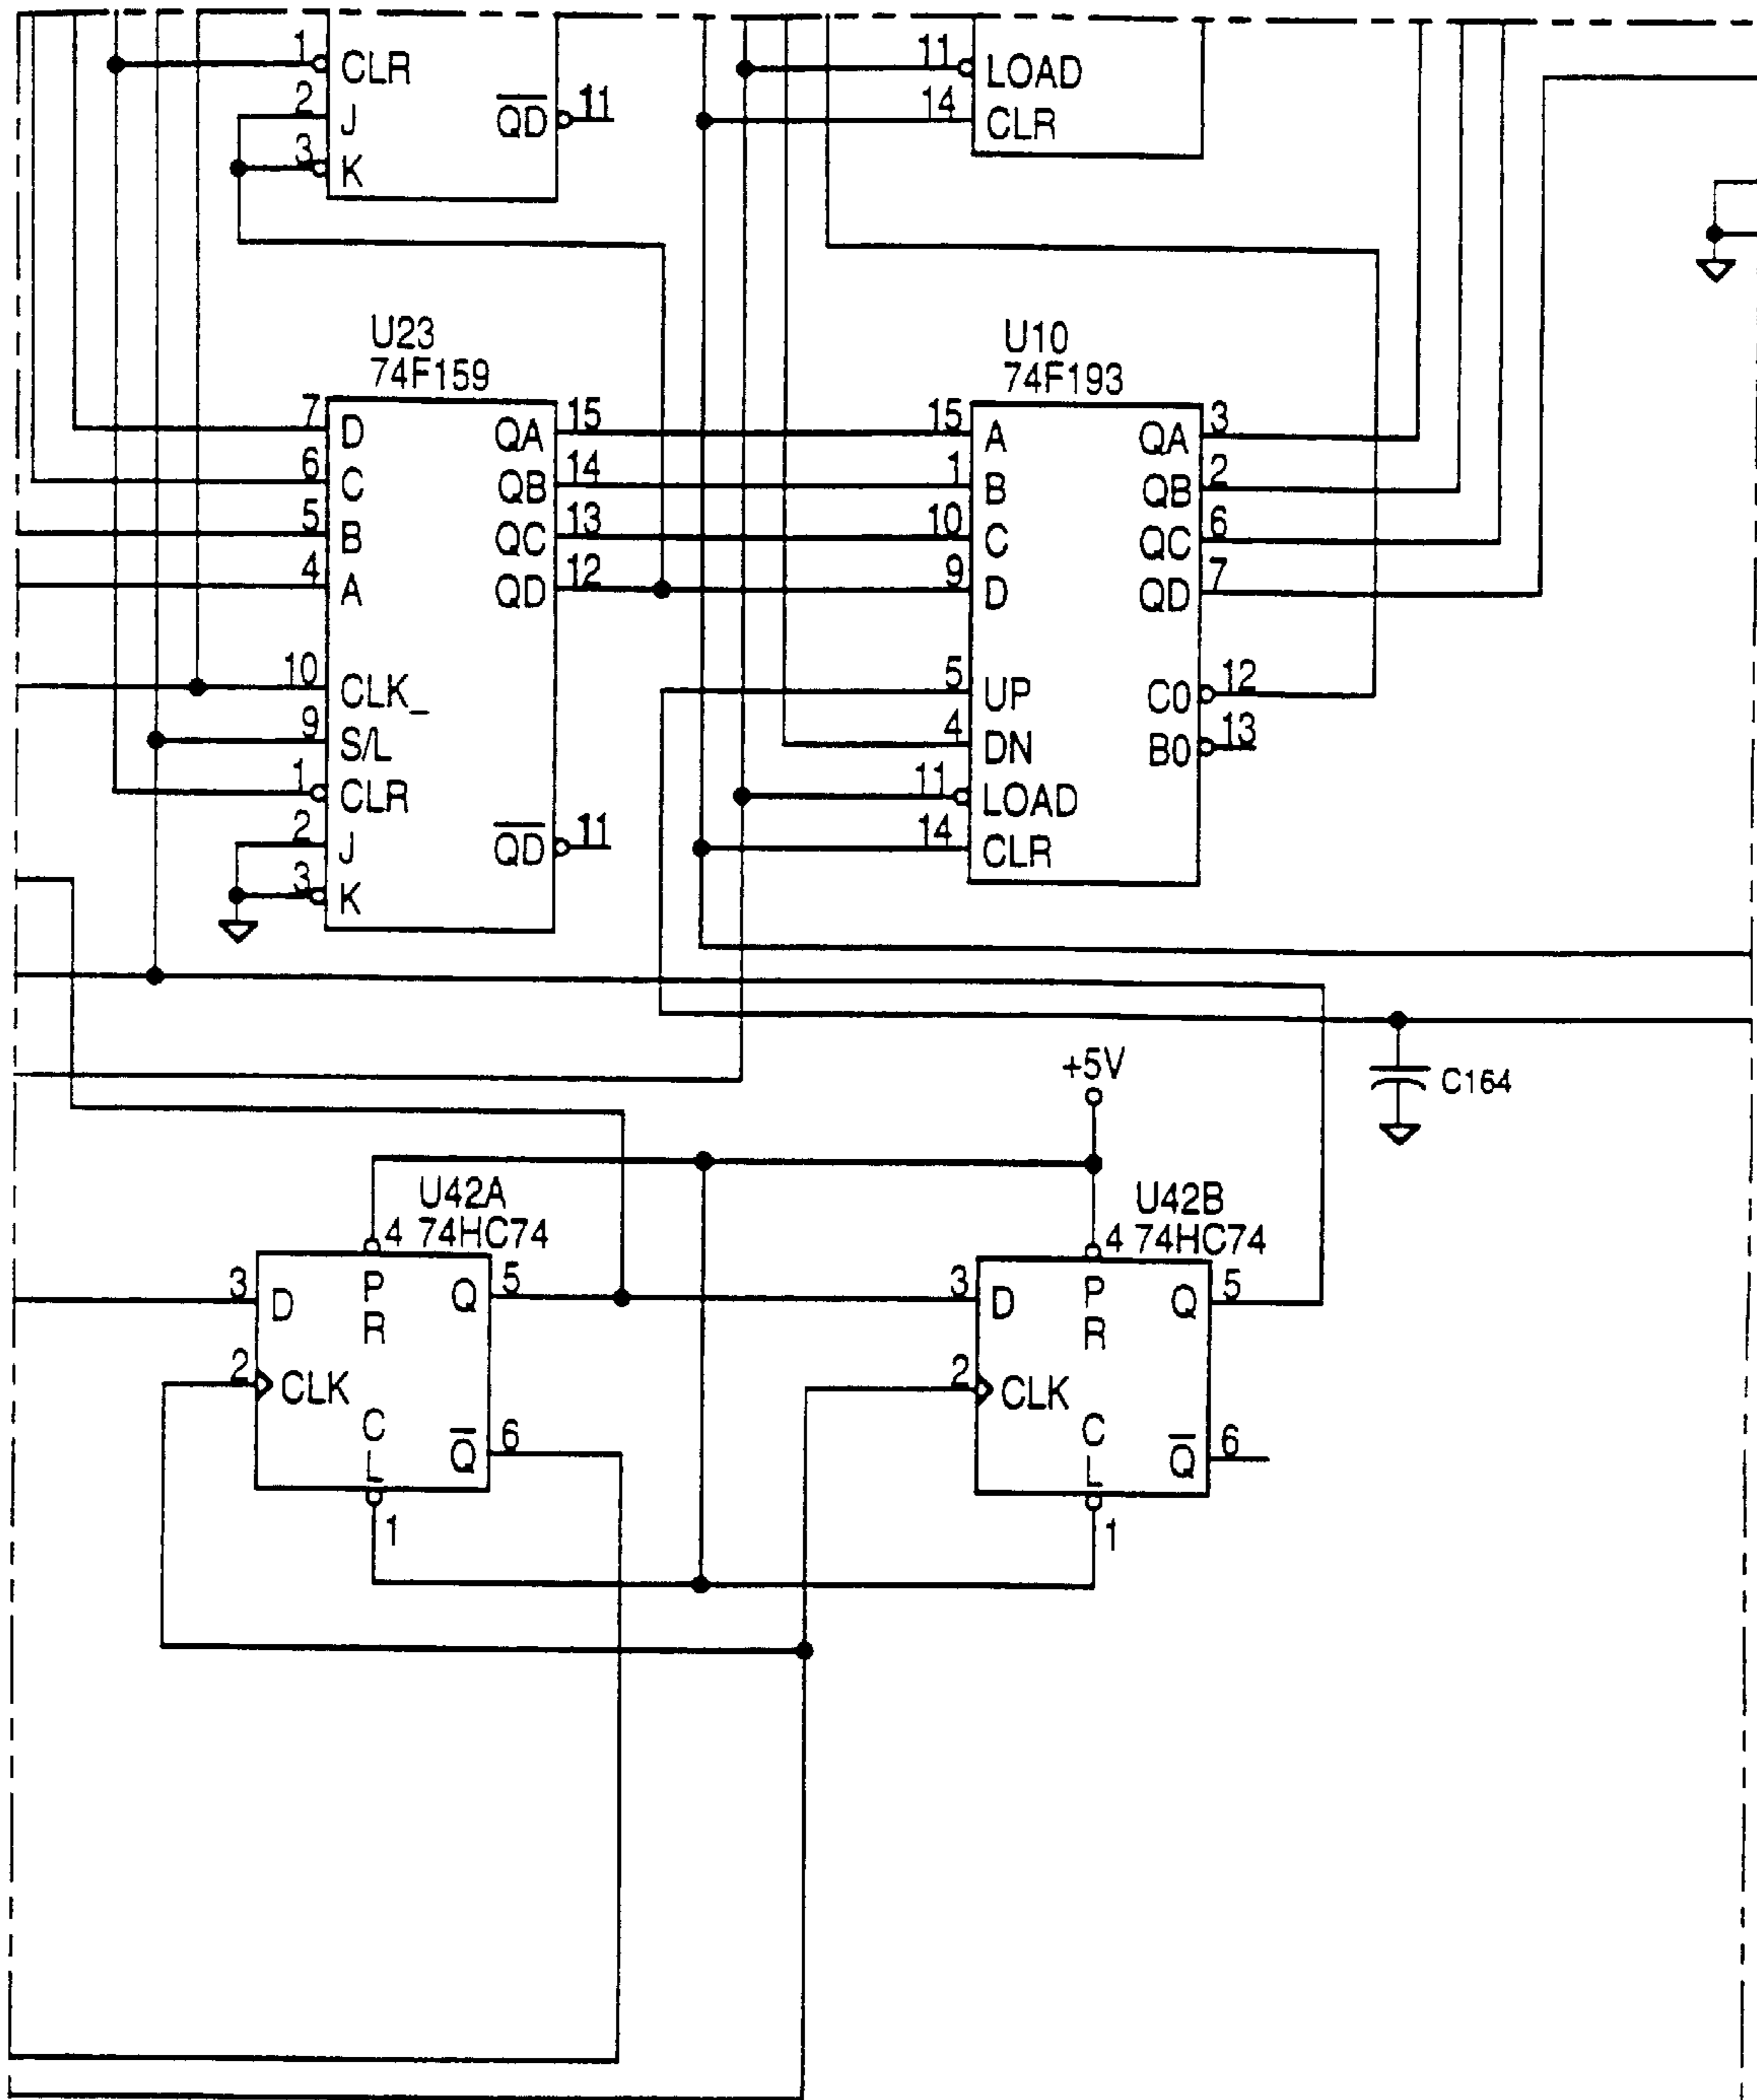 1 CLR
2 J
3 K
QD 11
11 LOAD
14 CLR
U23
74F159
7 D
6 C
5 B
4 A
10 CLK_
9 S/L
1 CLR
2 J
3 K
QA 15
QB 14
QC 13
QD 12
QD 11
U10
74F193
15 A
1 B
10 C
9 D
5 UP
4 DN
11 LOAD
14 CLR
QA 3
QB 2
QC 6
QD 7
C0 12
B0 13
C164
+5V
U42A
4 74HC74
3 D
2 CLK
P
R
C
L
Q 5
Q 6
1
U42B
4 74HC74
3 D
2 CLK
P
R
C
L
Q 5
Q 6
1